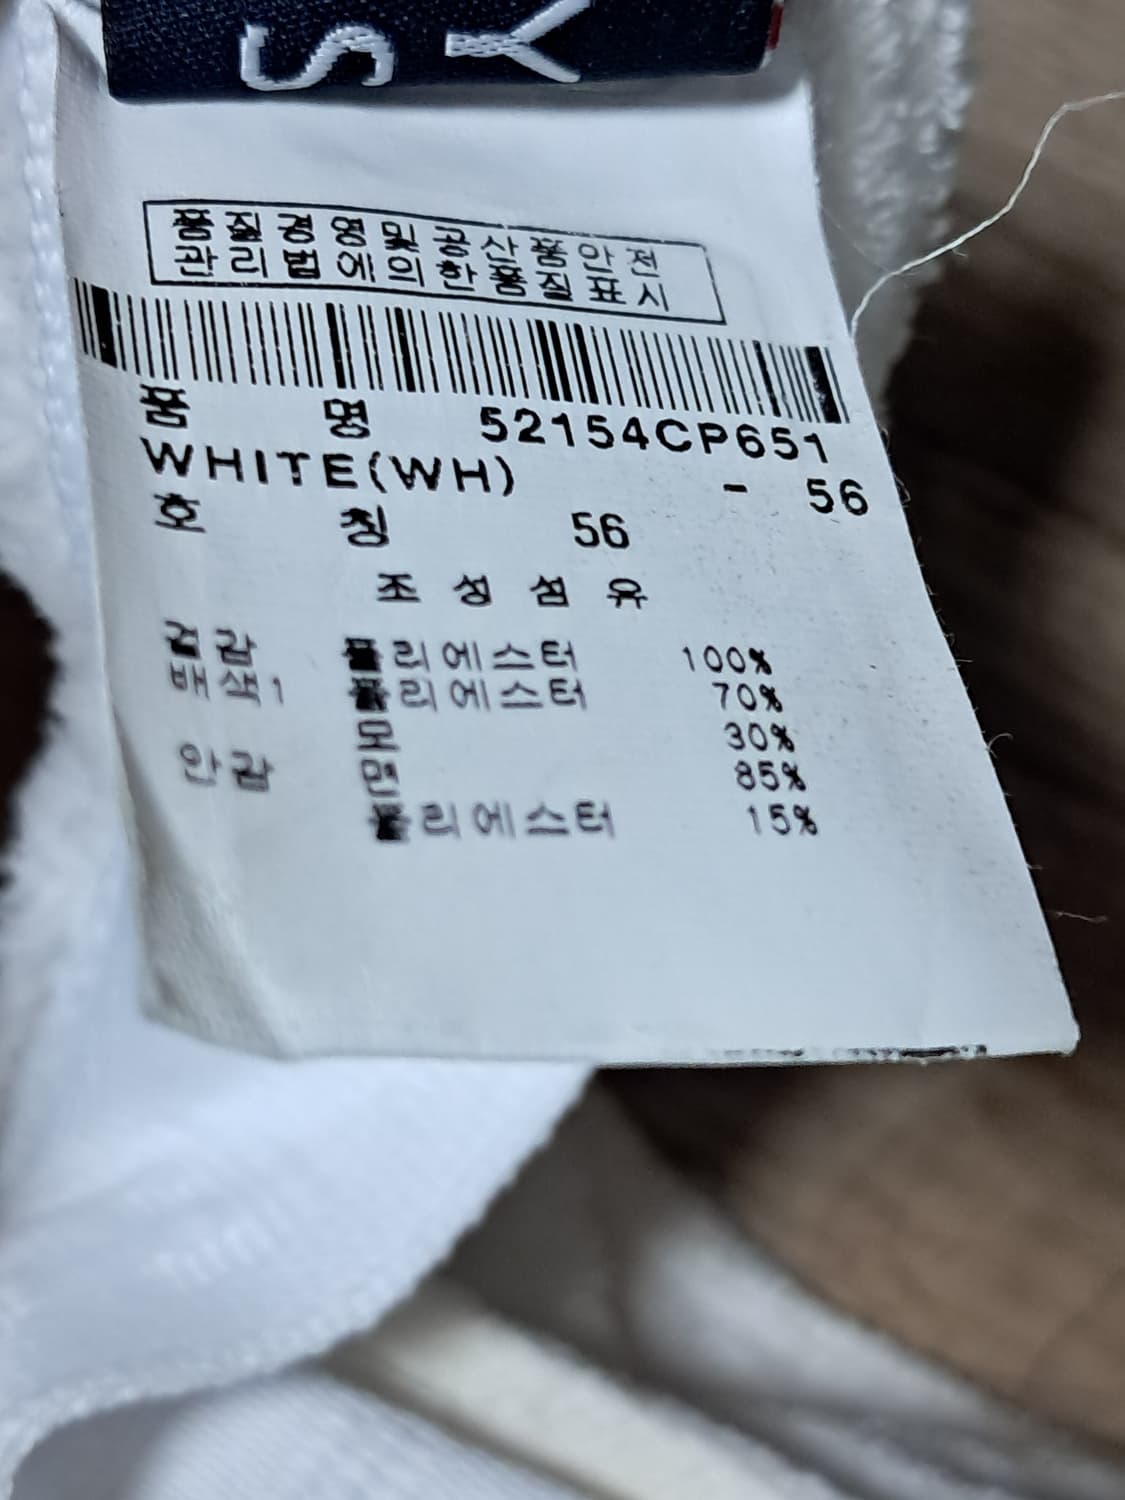 YS
품질경영및공산품안전
관리법에의한품질표시
품 명 52154CP651
WHITE(WH) - 56
호 칭 56
조성섬유
겉감 폴리에스터 100%
배색1 폴리에스터 70%
모 30%
안감 면 85%
폴리에스터 15%